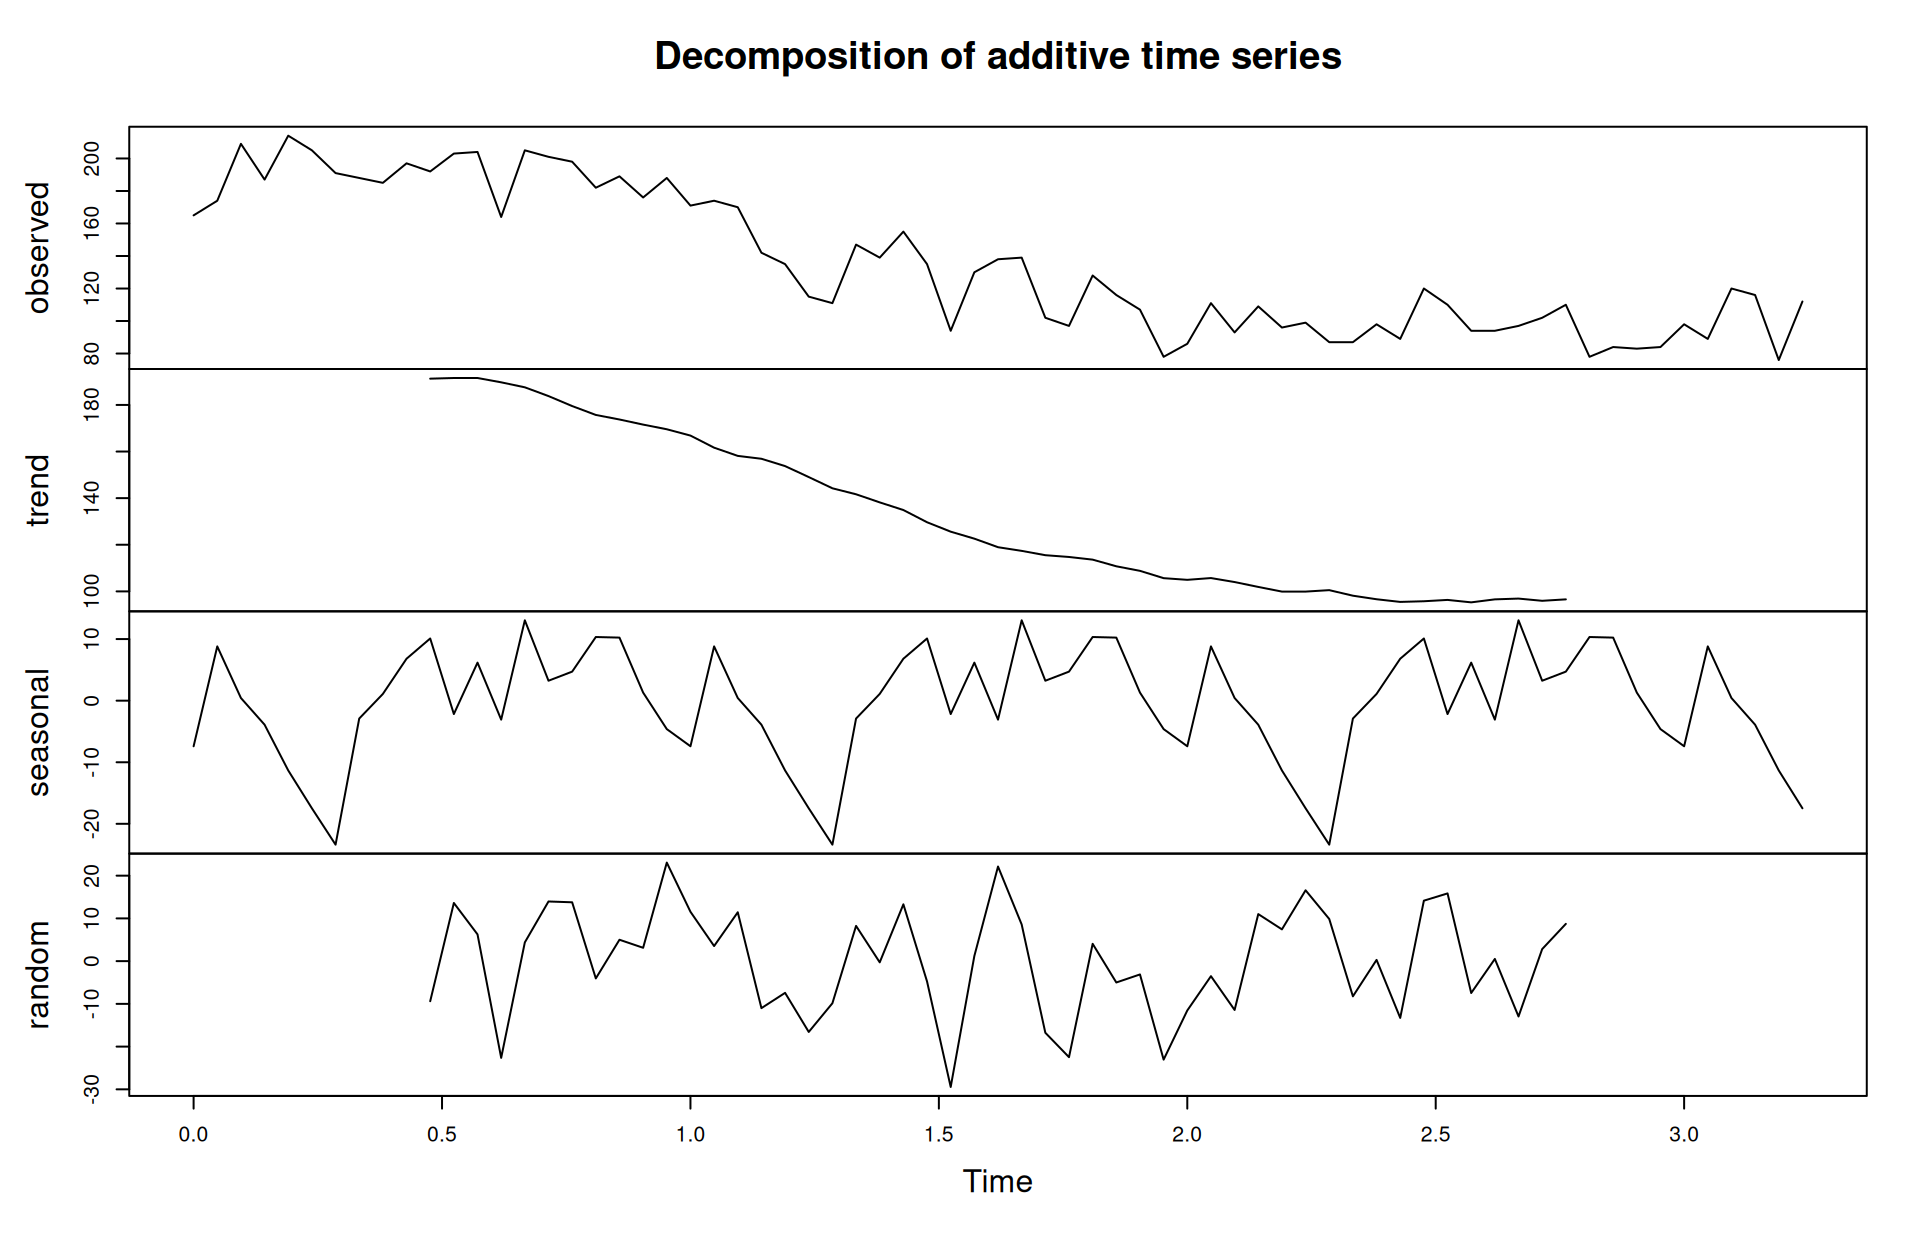 Decomposition of additive time series
observed
80 120 160 200
trend
100 140 180
seasonal
-20 -10 0 10
random
-30 -10 0 10 20
0.0 0.5 1.0 1.5 2.0 2.5 3.0
Time